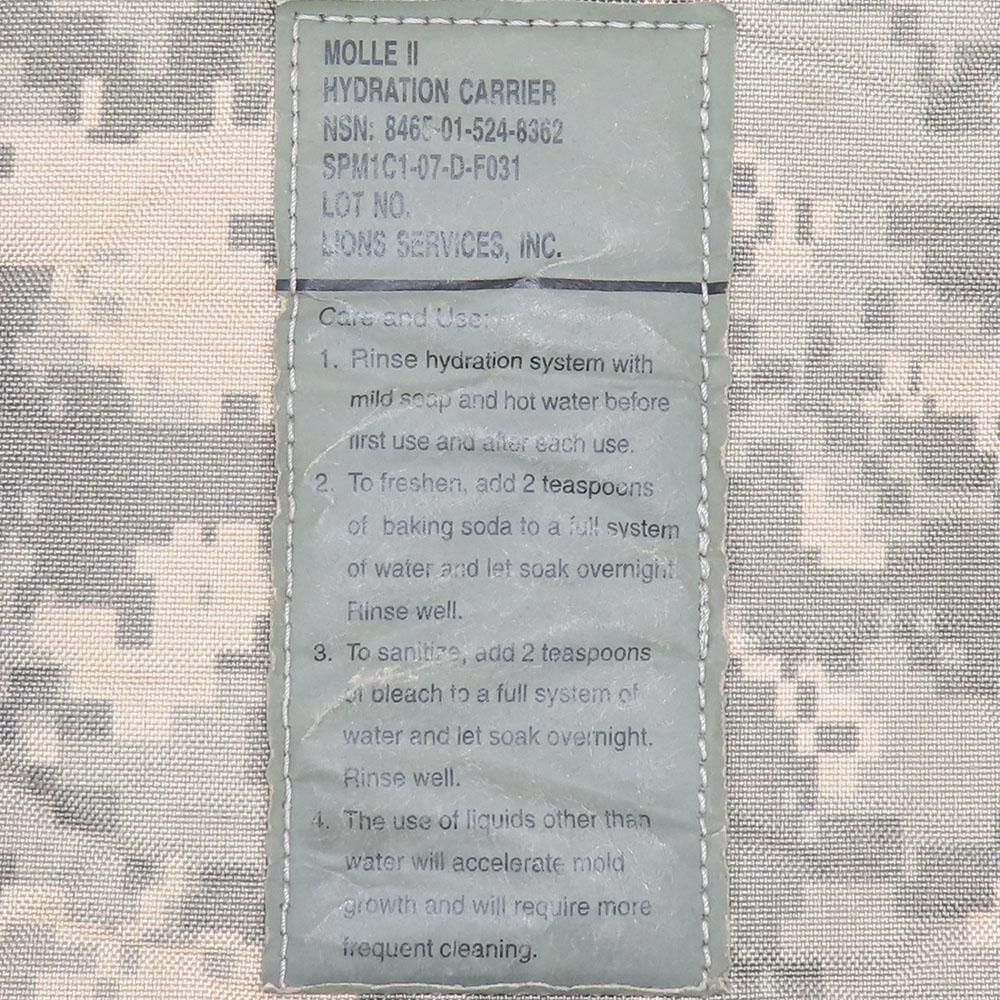 MOLLE II
HYDRATION CARRIER
NSN: 8465-01-524-8362
SPM1C1-07-D-F031
LOT NO.
LIONS SERVICES, INC.
Care and Use:
1. Rinse hydration system with
mild soap and hot water before
first use and after each use.
2. To freshen, add 2 teaspoons
of baking soda to a full system
of water and let soak overnight.
Rinse well.
3. To sanitize, add 2 teaspoons
of bleach to a full system of
water and let soak overnight.
Rinse well.
4. The use of liquids other than
water will accelerate mold
growth and will require more
frequent cleaning.